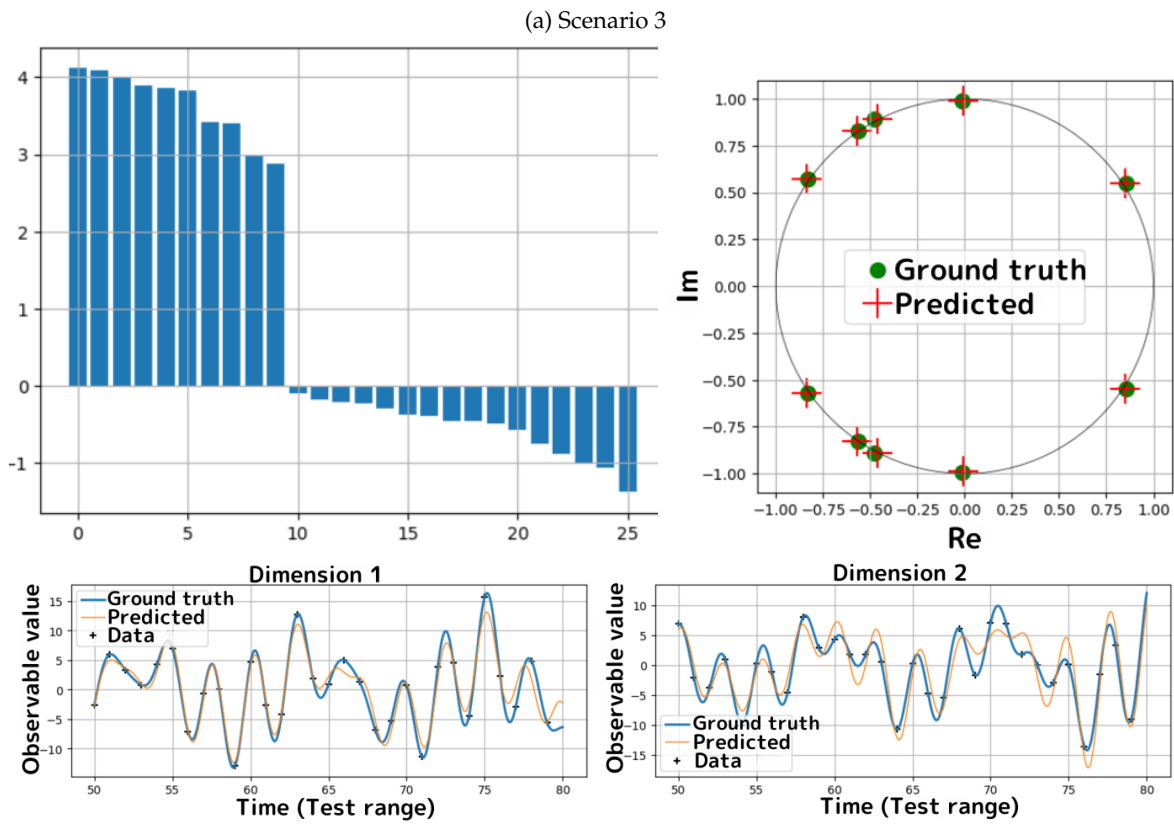 (a) Scenario 3
4
3
2
1
0
-1
0 5 10 15 20 25
1.00
0.75
0.50
0.25
0.00
−0.25
−0.50
−0.75
−1.00
Im
Ground truth
Predicted
−1.00 −0.75 −0.50 −0.25 0.00 0.25 0.50 0.75 1.00
Re
Dimension 1
Observable value
15
10
5
0
−5
−10
Ground truth
Predicted
Data
50 55 60 65 70 75 80
Time (Test range)
Dimension 2
Observable value
10
5
0
−5
−10
−15
Ground truth
Predicted
Data
50 55 60 65 70 75 80
Time (Test range)